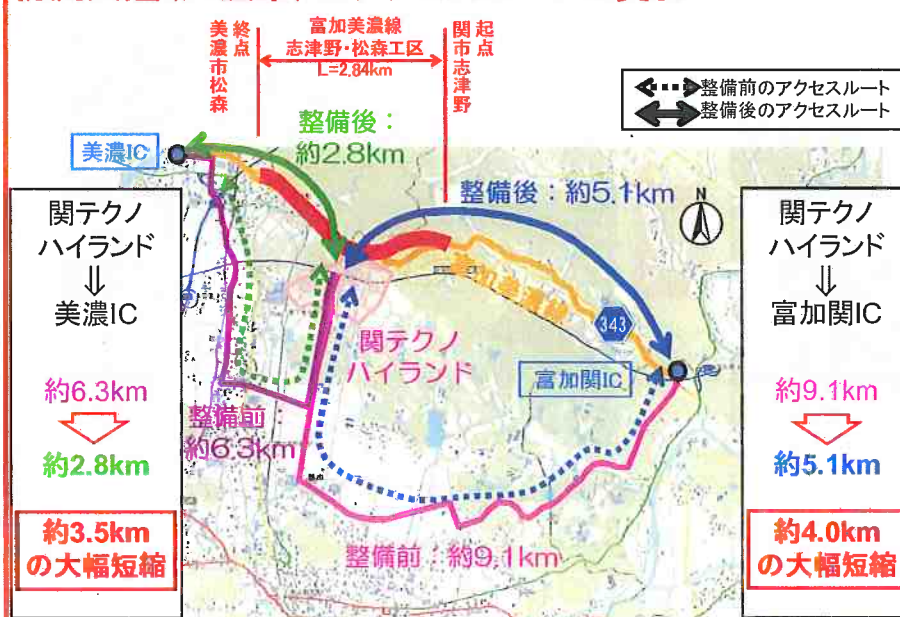 終点
美濃市松森
富加美濃線
志津野・松森工区
L=2.84km
起点
関市志津野
整備前のアクセスルート
整備後のアクセスルート
美濃IC
整備後：
約2.8km
整備後：約5.1km
N
関テクノ
ハイランド
⇓
美濃IC
約6.3km
約2.8km
約3.5km
の大幅短縮
富加美濃線
343
関テクノ
ハイランド
富加関IC
整備前：
約6.3km
整備前：約9.1km
関テクノ
ハイランド
⇓
富加関IC
約9.1km
約5.1km
約4.0km
の大幅短縮